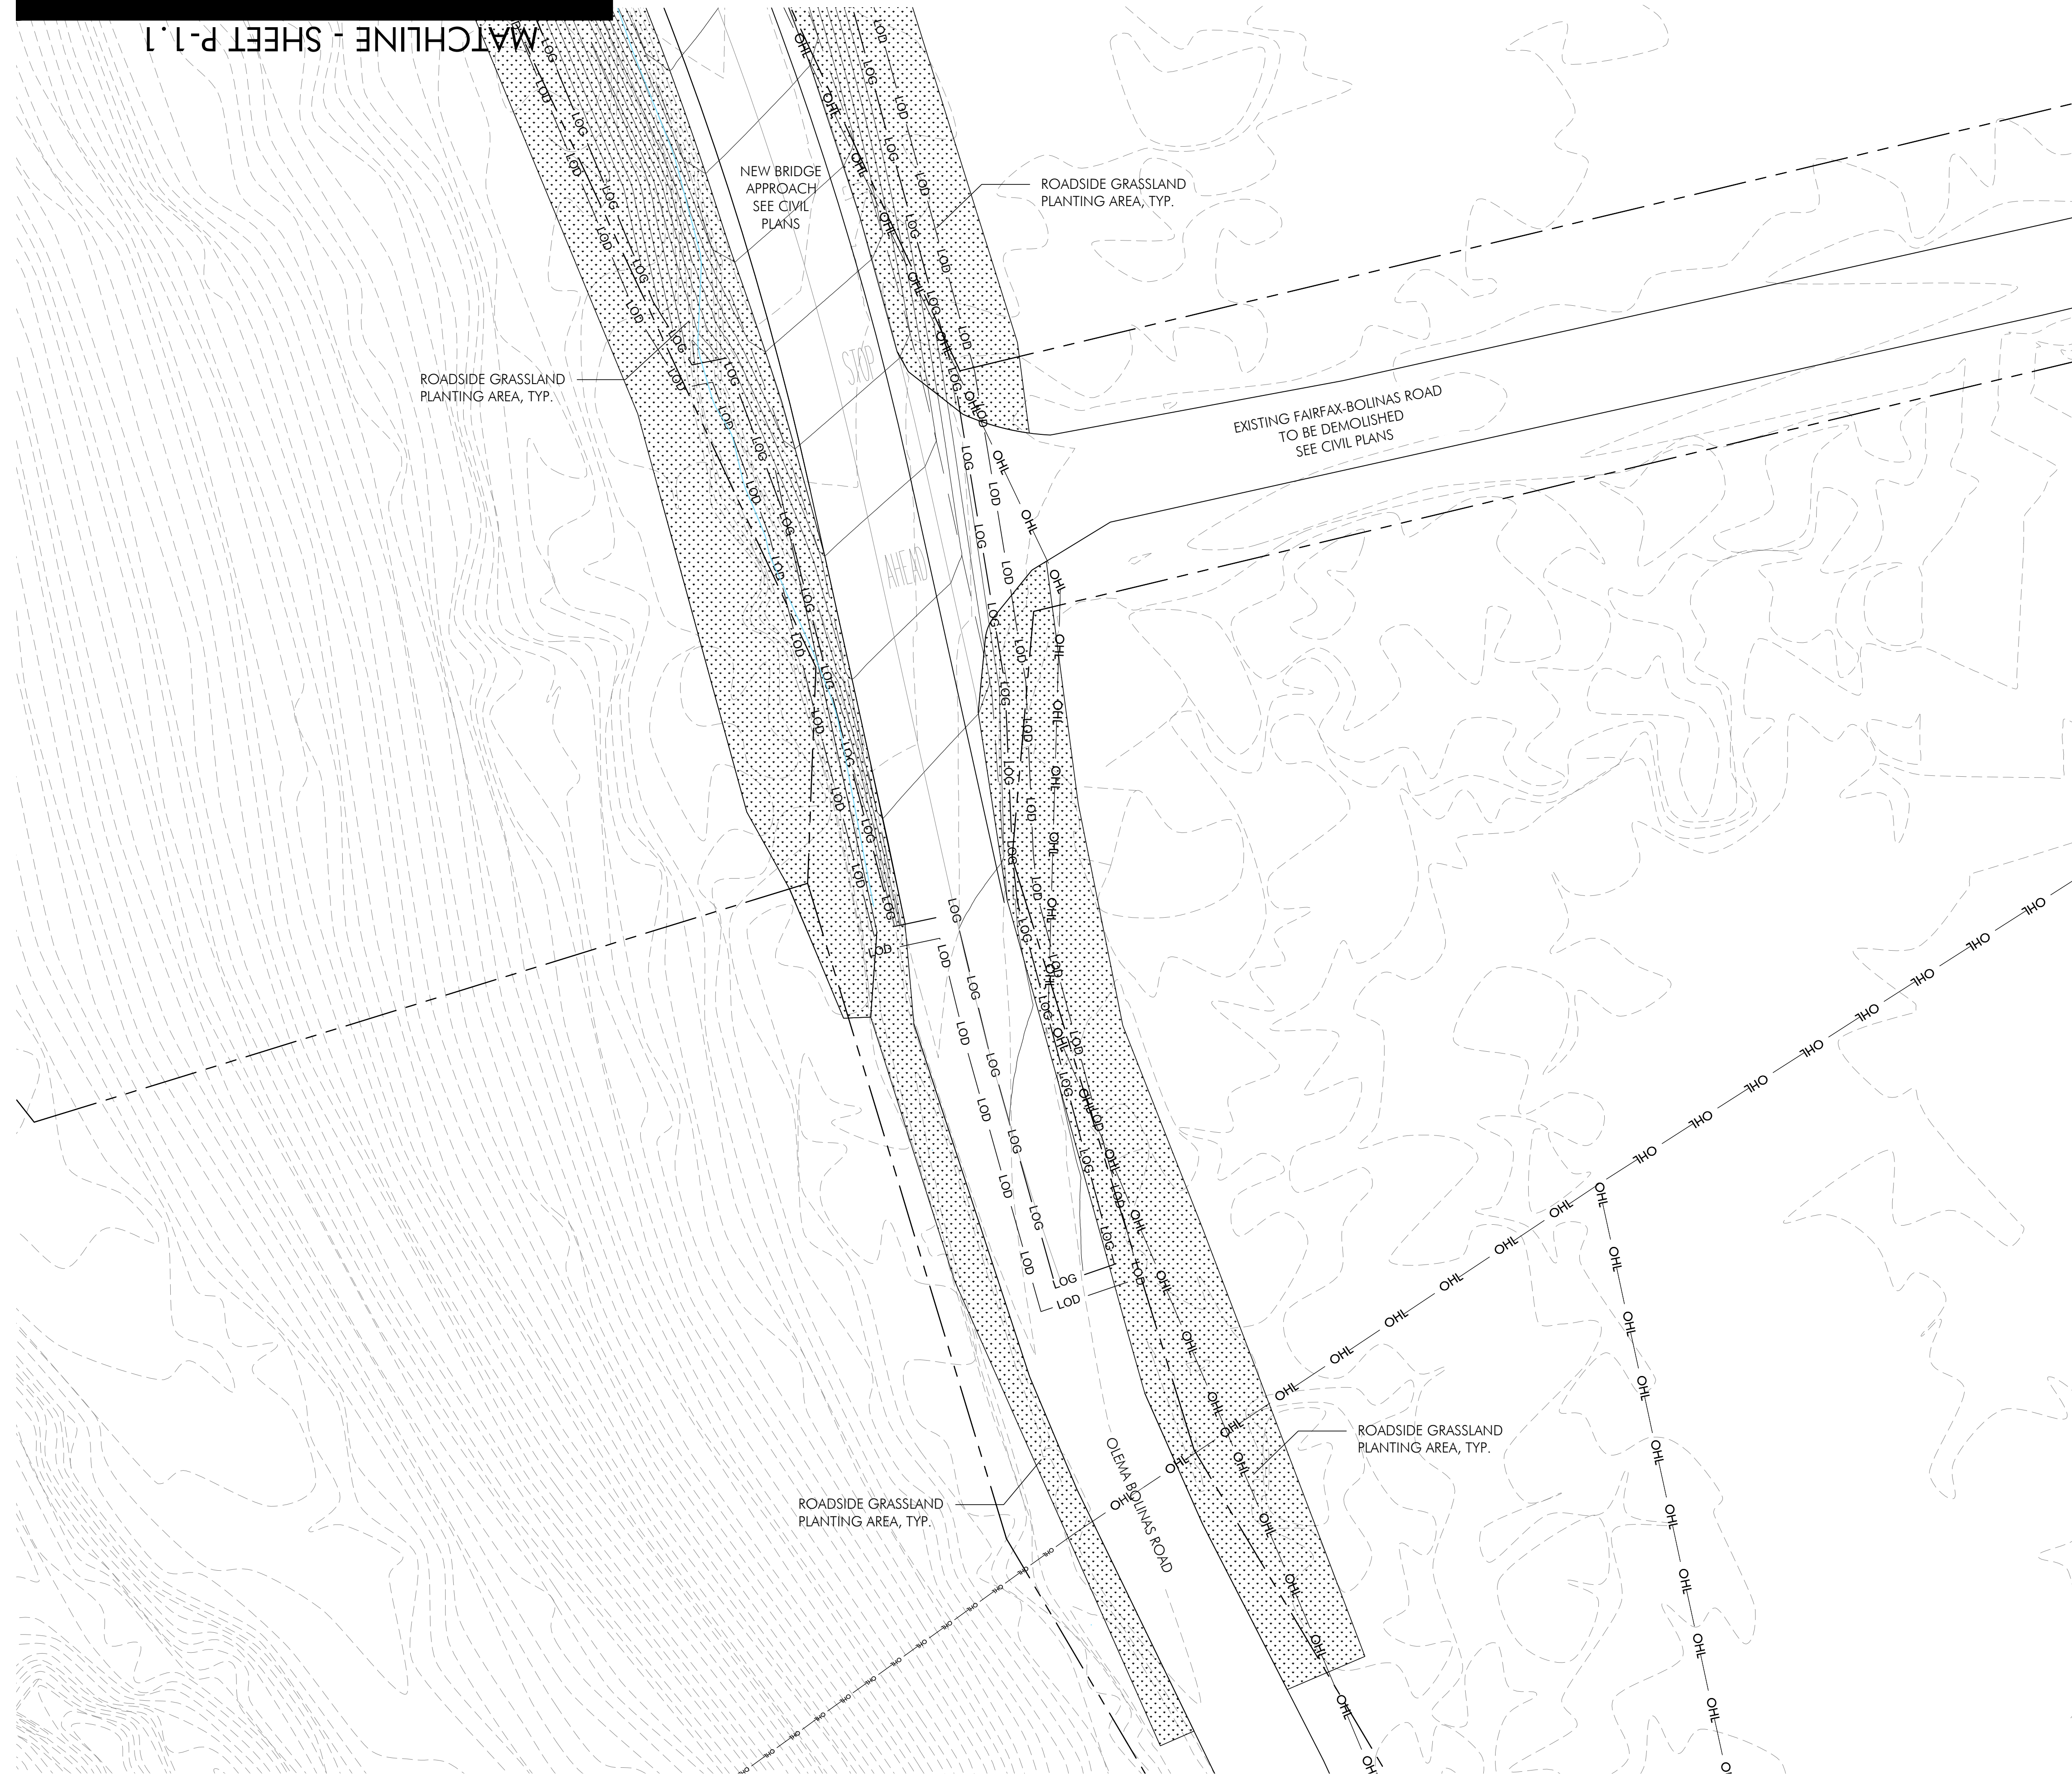 MATCHLINE - SHEET P-1.1
NEW BRIDGE
APPROACH
SEE CIVIL
PLANS
ROADSIDE GRASSLAND
PLANTING AREA, TYP.
STOP
ROADSIDE GRASSLAND
PLANTING AREA, TYP.
EXISTING FAIRFAX-BOLINAS ROAD
TO BE DEMOLISHED
SEE CIVIL PLANS
AHEAD
LOG
LOD
OHL
ROADSIDE GRASSLAND
PLANTING AREA, TYP.
OLEMA BOLINAS ROAD
ROADSIDE GRASSLAND
PLANTING AREA, TYP.